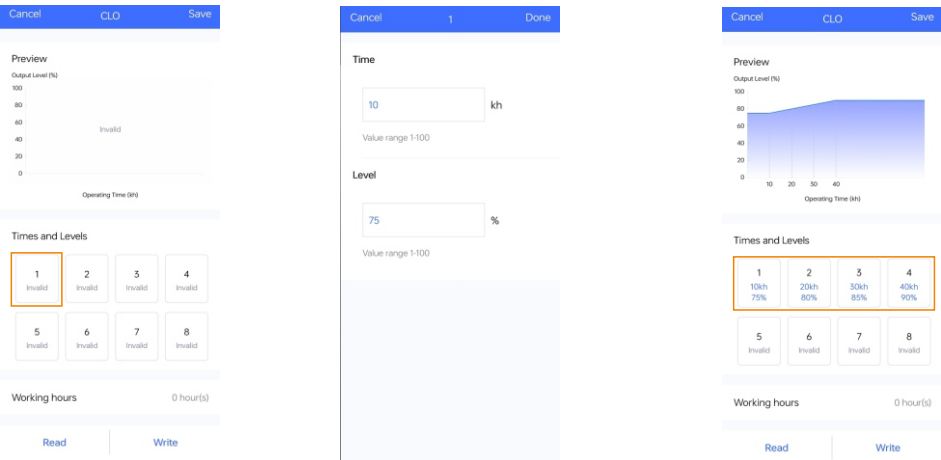 Cancel CLO Save
Preview
Output Level (%)
100
80
60
Invalid
40
20
0
Operating Time (kh)
Times and Levels
1 2 3 4
Invalid Invalid Invalid Invalid
5 6 7 8
Invalid Invalid Invalid Invalid
Working hours 0 hour(s)
Read Write
Cancel 1 Done
Time
10 kh
Value range 1-100
Level
75 %
Value range 1-100
Cancel CLO Save
Preview
Output Level (%)
100
80
60
40
20
0
10 20 30 40
Operating Time (kh)
Times and Levels
1 2 3 4
10kh 20kh 30kh 40kh
75% 80% 85% 90%
5 6 7 8
Invalid Invalid Invalid Invalid
Working hours 0 hour(s)
Read Write